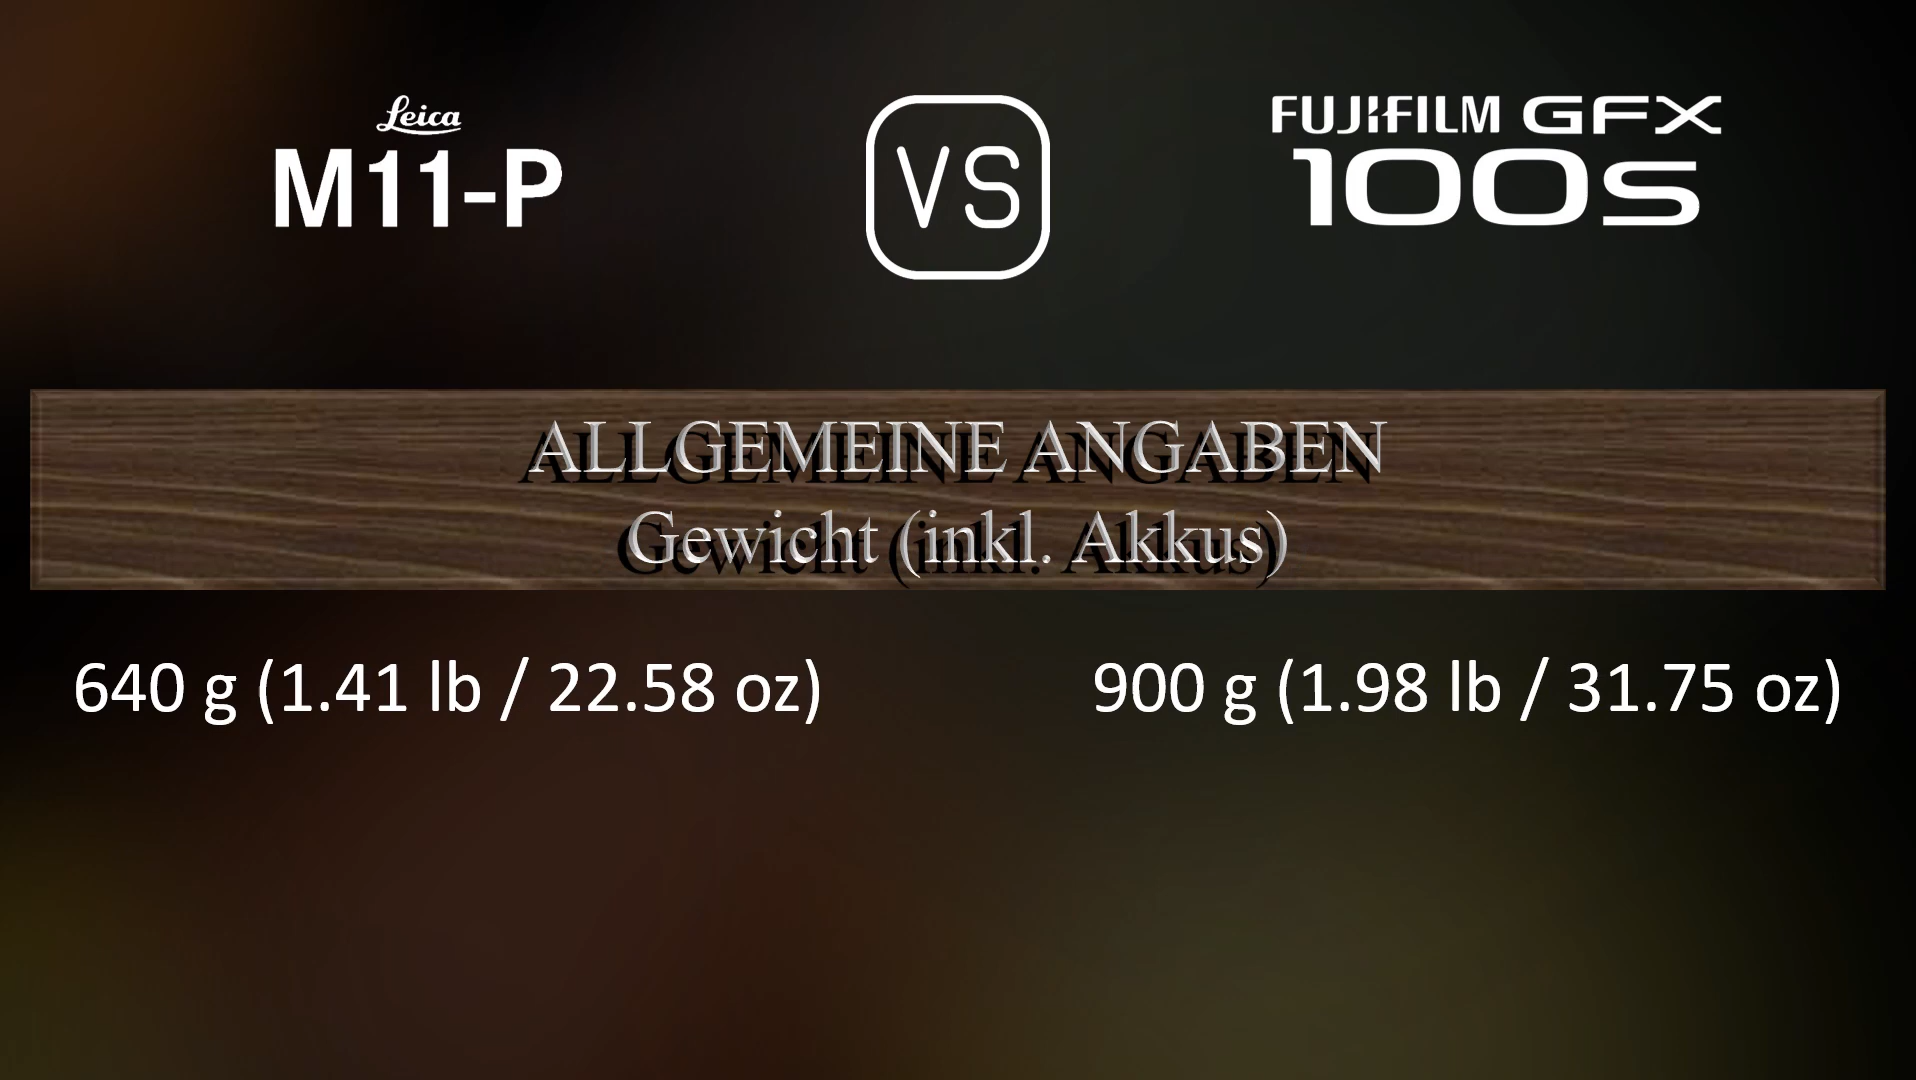 Leica
M11-P
VS
FUJIFILM GFX
100S
ALLGEMEINE ANGABEN
Gewicht (inkl. Akkus)
640 g (1.41 lb / 22.58 oz)
900 g (1.98 lb / 31.75 oz)